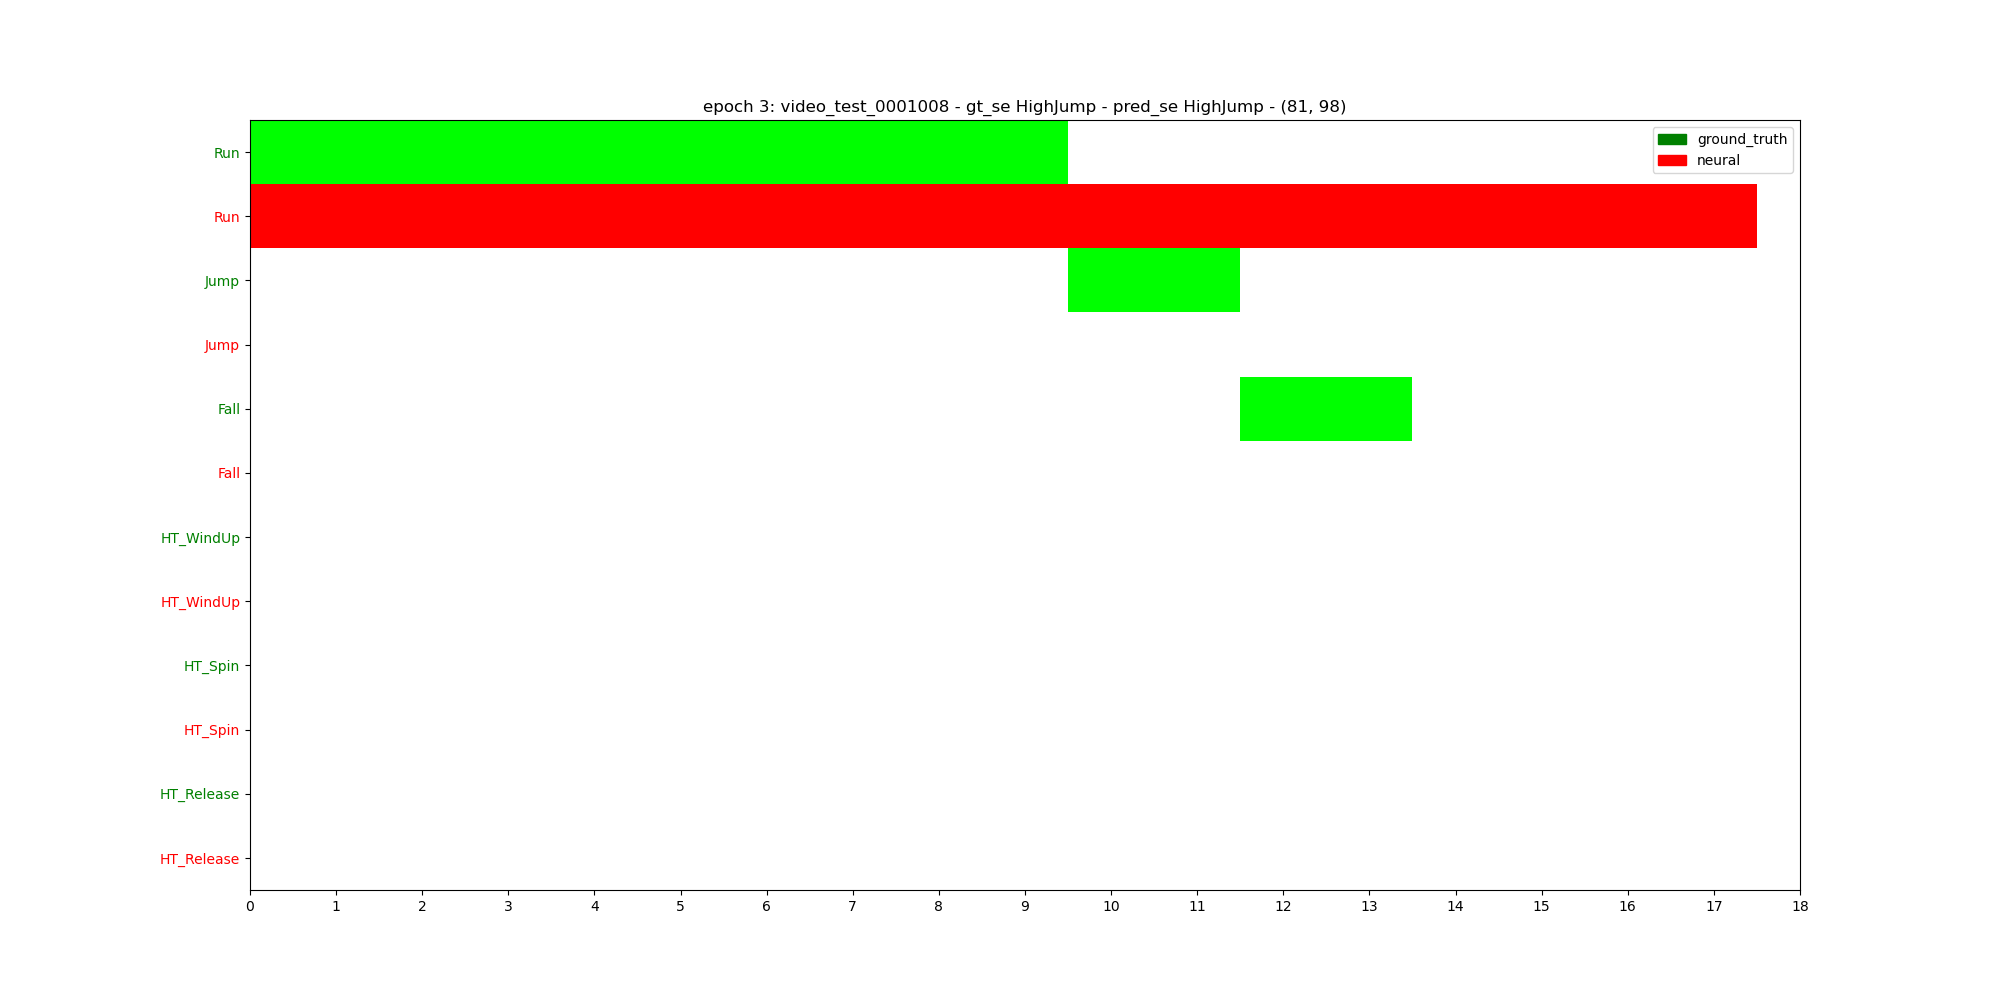 epoch 3: video_test_0001008 - gt_se HighJump - pred_se HighJump - (81, 98)
ground_truth
neural
Run
Run
Jump
Jump
Fall
Fall
HT_WindUp
HT_WindUp
HT_Spin
HT_Spin
HT_Release
HT_Release
0 1 2 3 4 5 6 7 8 9 10 11 12 13 14 15 16 17 18